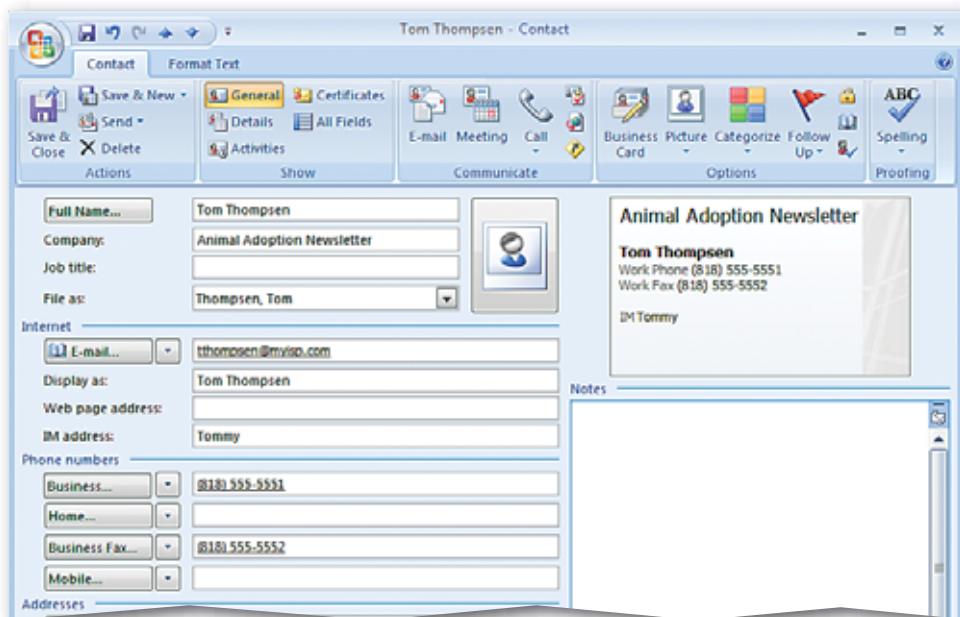 Tom Thompsen - Contact
Contact Format Text
Save & Close
Save & New
Send
Delete
Actions
General
Details
Activities
Certificates
All Fields
Show
E-mail
Meeting
Call
Communicate
Business Card
Picture
Categorize
Follow Up
Options
ABC
Spelling
Proofing
Full Name... Tom Thompsen
Company: Animal Adoption Newsletter
Job title:
File as: Thompsen, Tom
Internet
E-mail... tthompsen@myisp.com
Display as: Tom Thompsen
Web page address:
IM address: Tommy
Phone numbers
Business... (818) 555-5551
Home...
Business Fax... (818) 555-5552
Mobile...
Addresses
Animal Adoption Newsletter
Tom Thompsen
Work Phone (818) 555-5551
Work Fax (818) 555-5552
IM Tommy
Notes